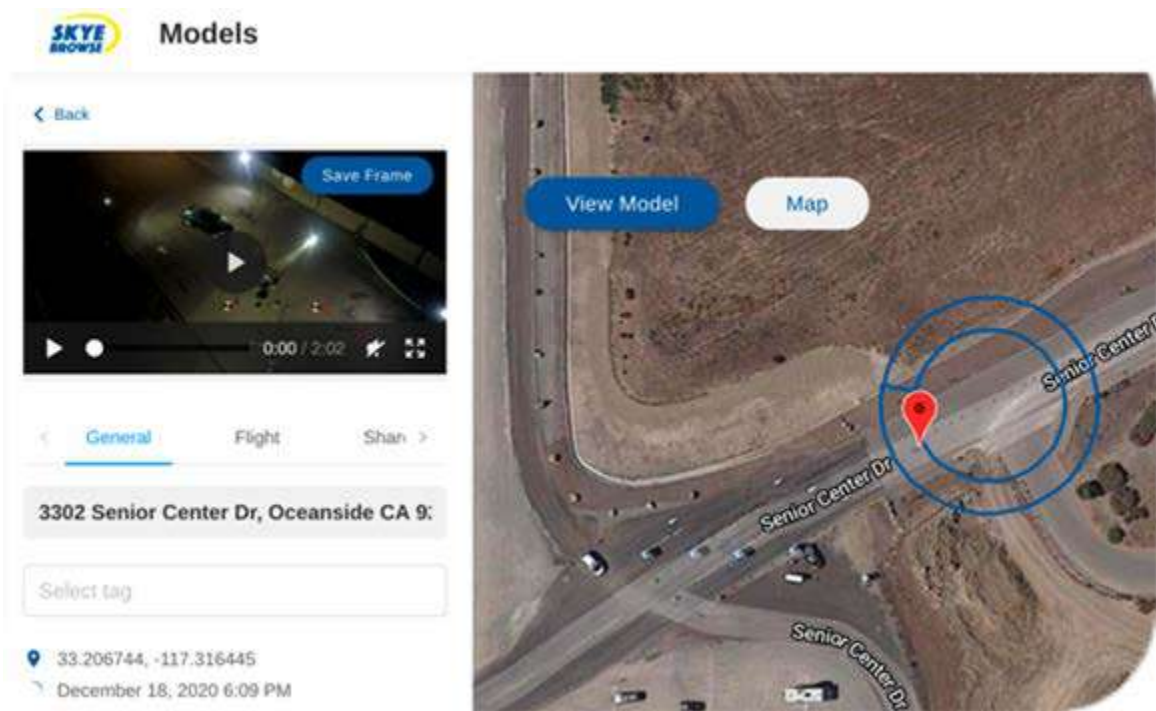 SKYE
BROWSE
Models
Back
Save Frame
0:00 / 2:02
General
Flight
Shar
3302 Senior Center Dr, Oceanside CA 92
Select tag
33.206744, -117.316445
December 18, 2020 6:09 PM
View Model
Map
Senior Center
Senior Center Dr
Senior Center Dr